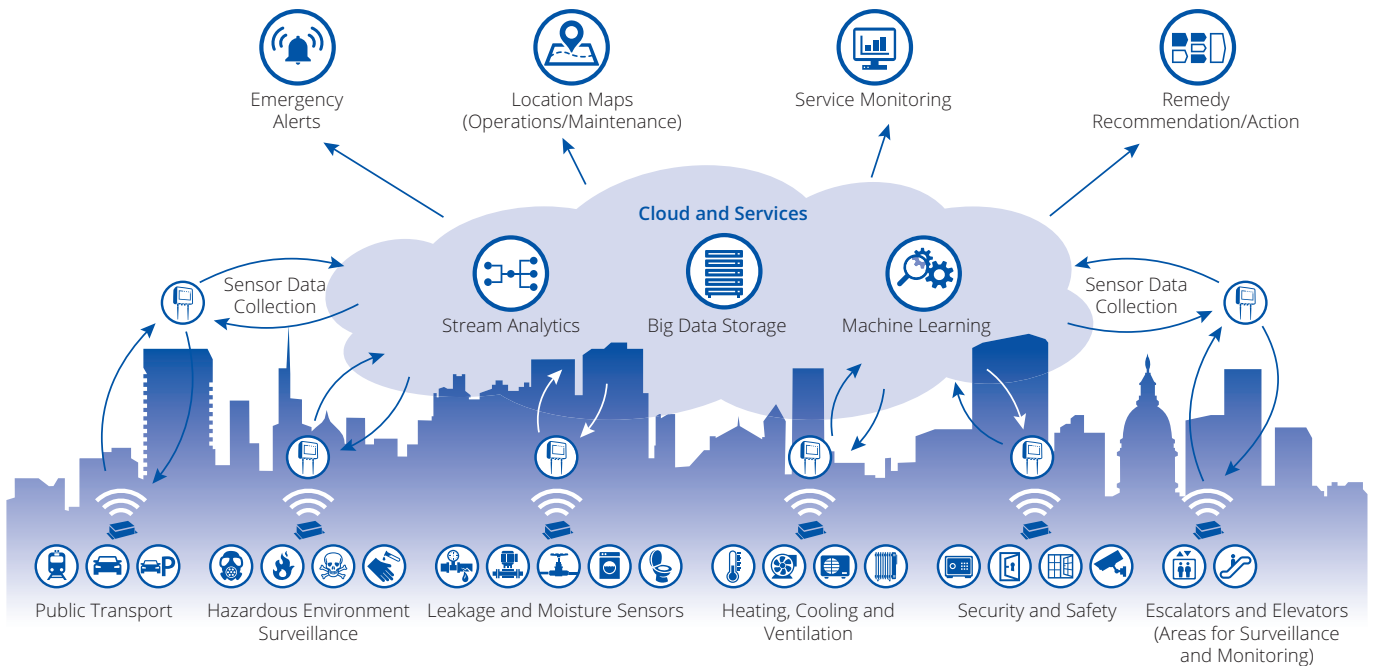 Emergency
Alerts
Location Maps
(Operations/Maintenance)
Service Monitoring
Remedy
Recommendation/Action
Cloud and Services
Stream Analytics
Big Data Storage
Machine Learning
Sensor Data
Collection
Sensor Data
Collection
P
Public Transport
Hazardous Environment
Surveillance
Leakage and Moisture Sensors
Heating, Cooling and
Ventilation
Security and Safety
Escalators and Elevators
(Areas for Surveillance
and Monitoring)